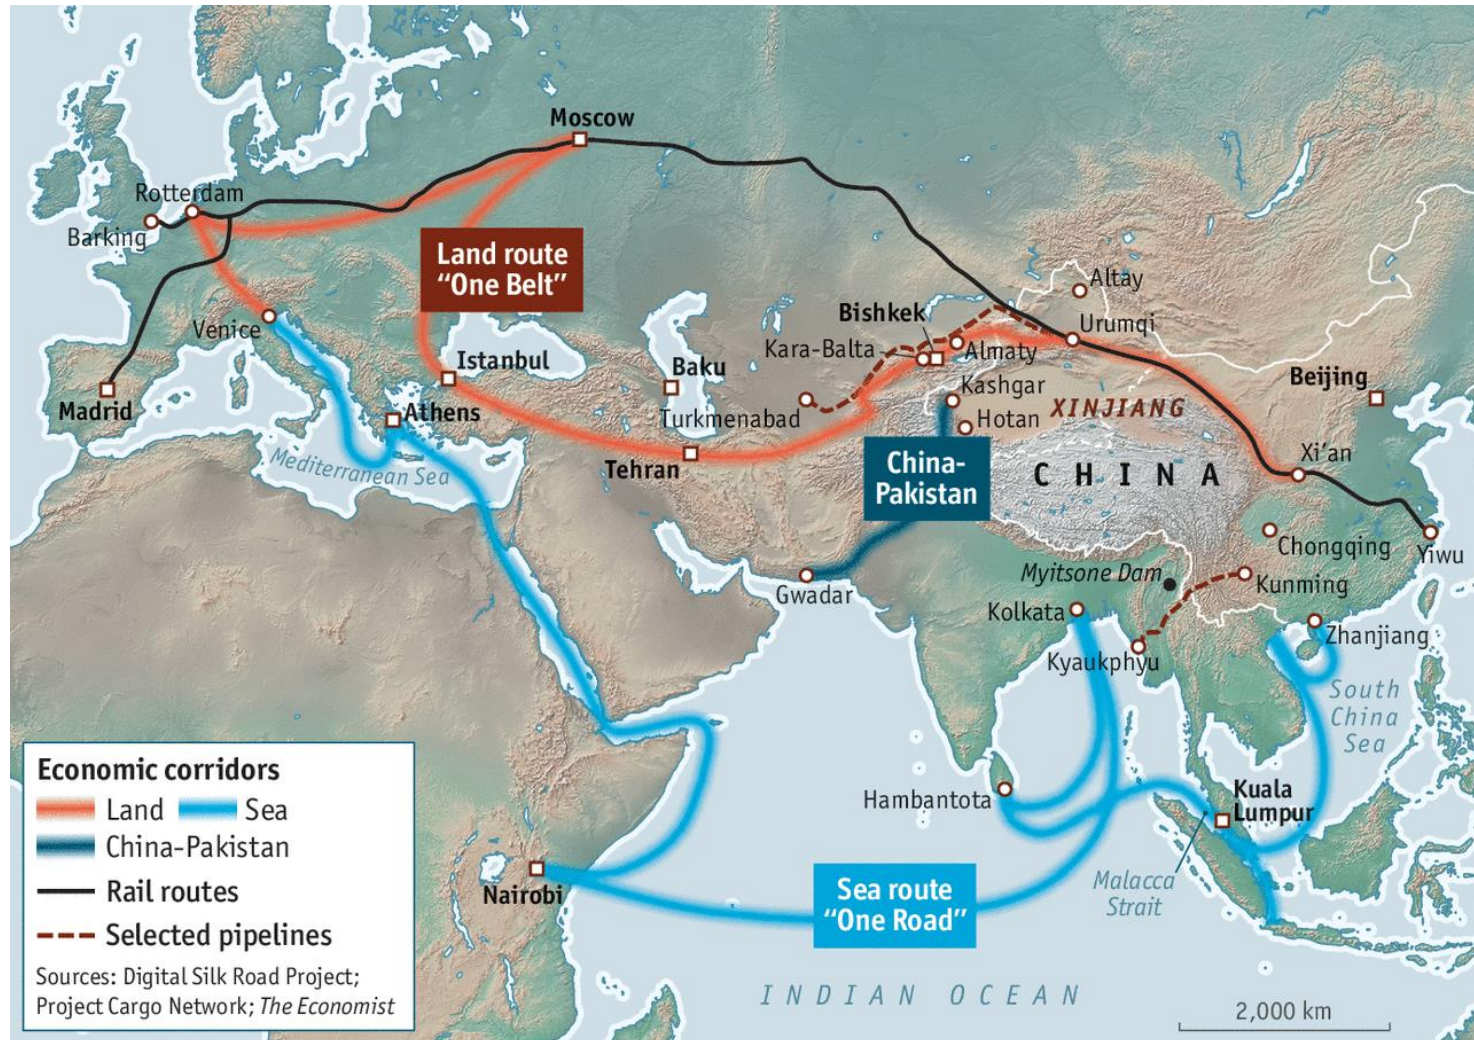 Moscow
Rotterdam
Barking
Land route
“One Belt”
Altay
Venice
Bishkek
Urumqi
Kara-Balta
Almaty
Istanbul
Baku
Kashgar
Beijing
Madrid
Athens
Turkmenabad
Hotan
XINJIANG
Mediterranean Sea
Tehran
China-
Pakistan
CHINA
Xi’an
Chongqing
Yiwu
Gwadar
Myitsone Dam
Kunming
Kolkata
Kyaukphyu
Zhanjiang
South
China
Sea
Hambantota
Kuala
Lumpur
Malacca
Strait
Nairobi
Sea route
“One Road”
INDIAN OCEAN
2,000 km
Economic corridors
Land Sea
China-Pakistan
Rail routes
Selected pipelines
Sources: Digital Silk Road Project;
Project Cargo Network; The Economist